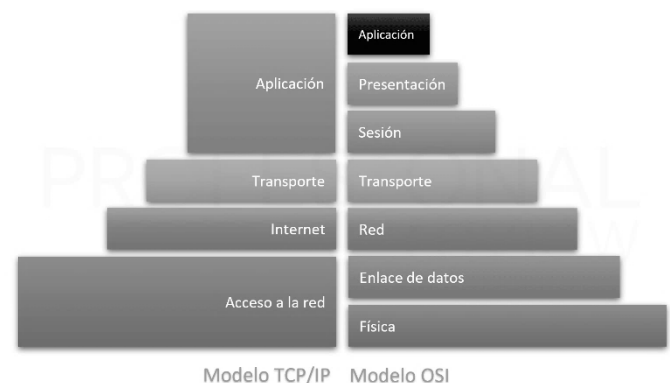 Aplicación
Aplicación
Presentación
Sesión
Transporte
Transporte
Internet
Red
Acceso a la red
Enlace de datos
Física
Modelo TCP/IP
Modelo OSI